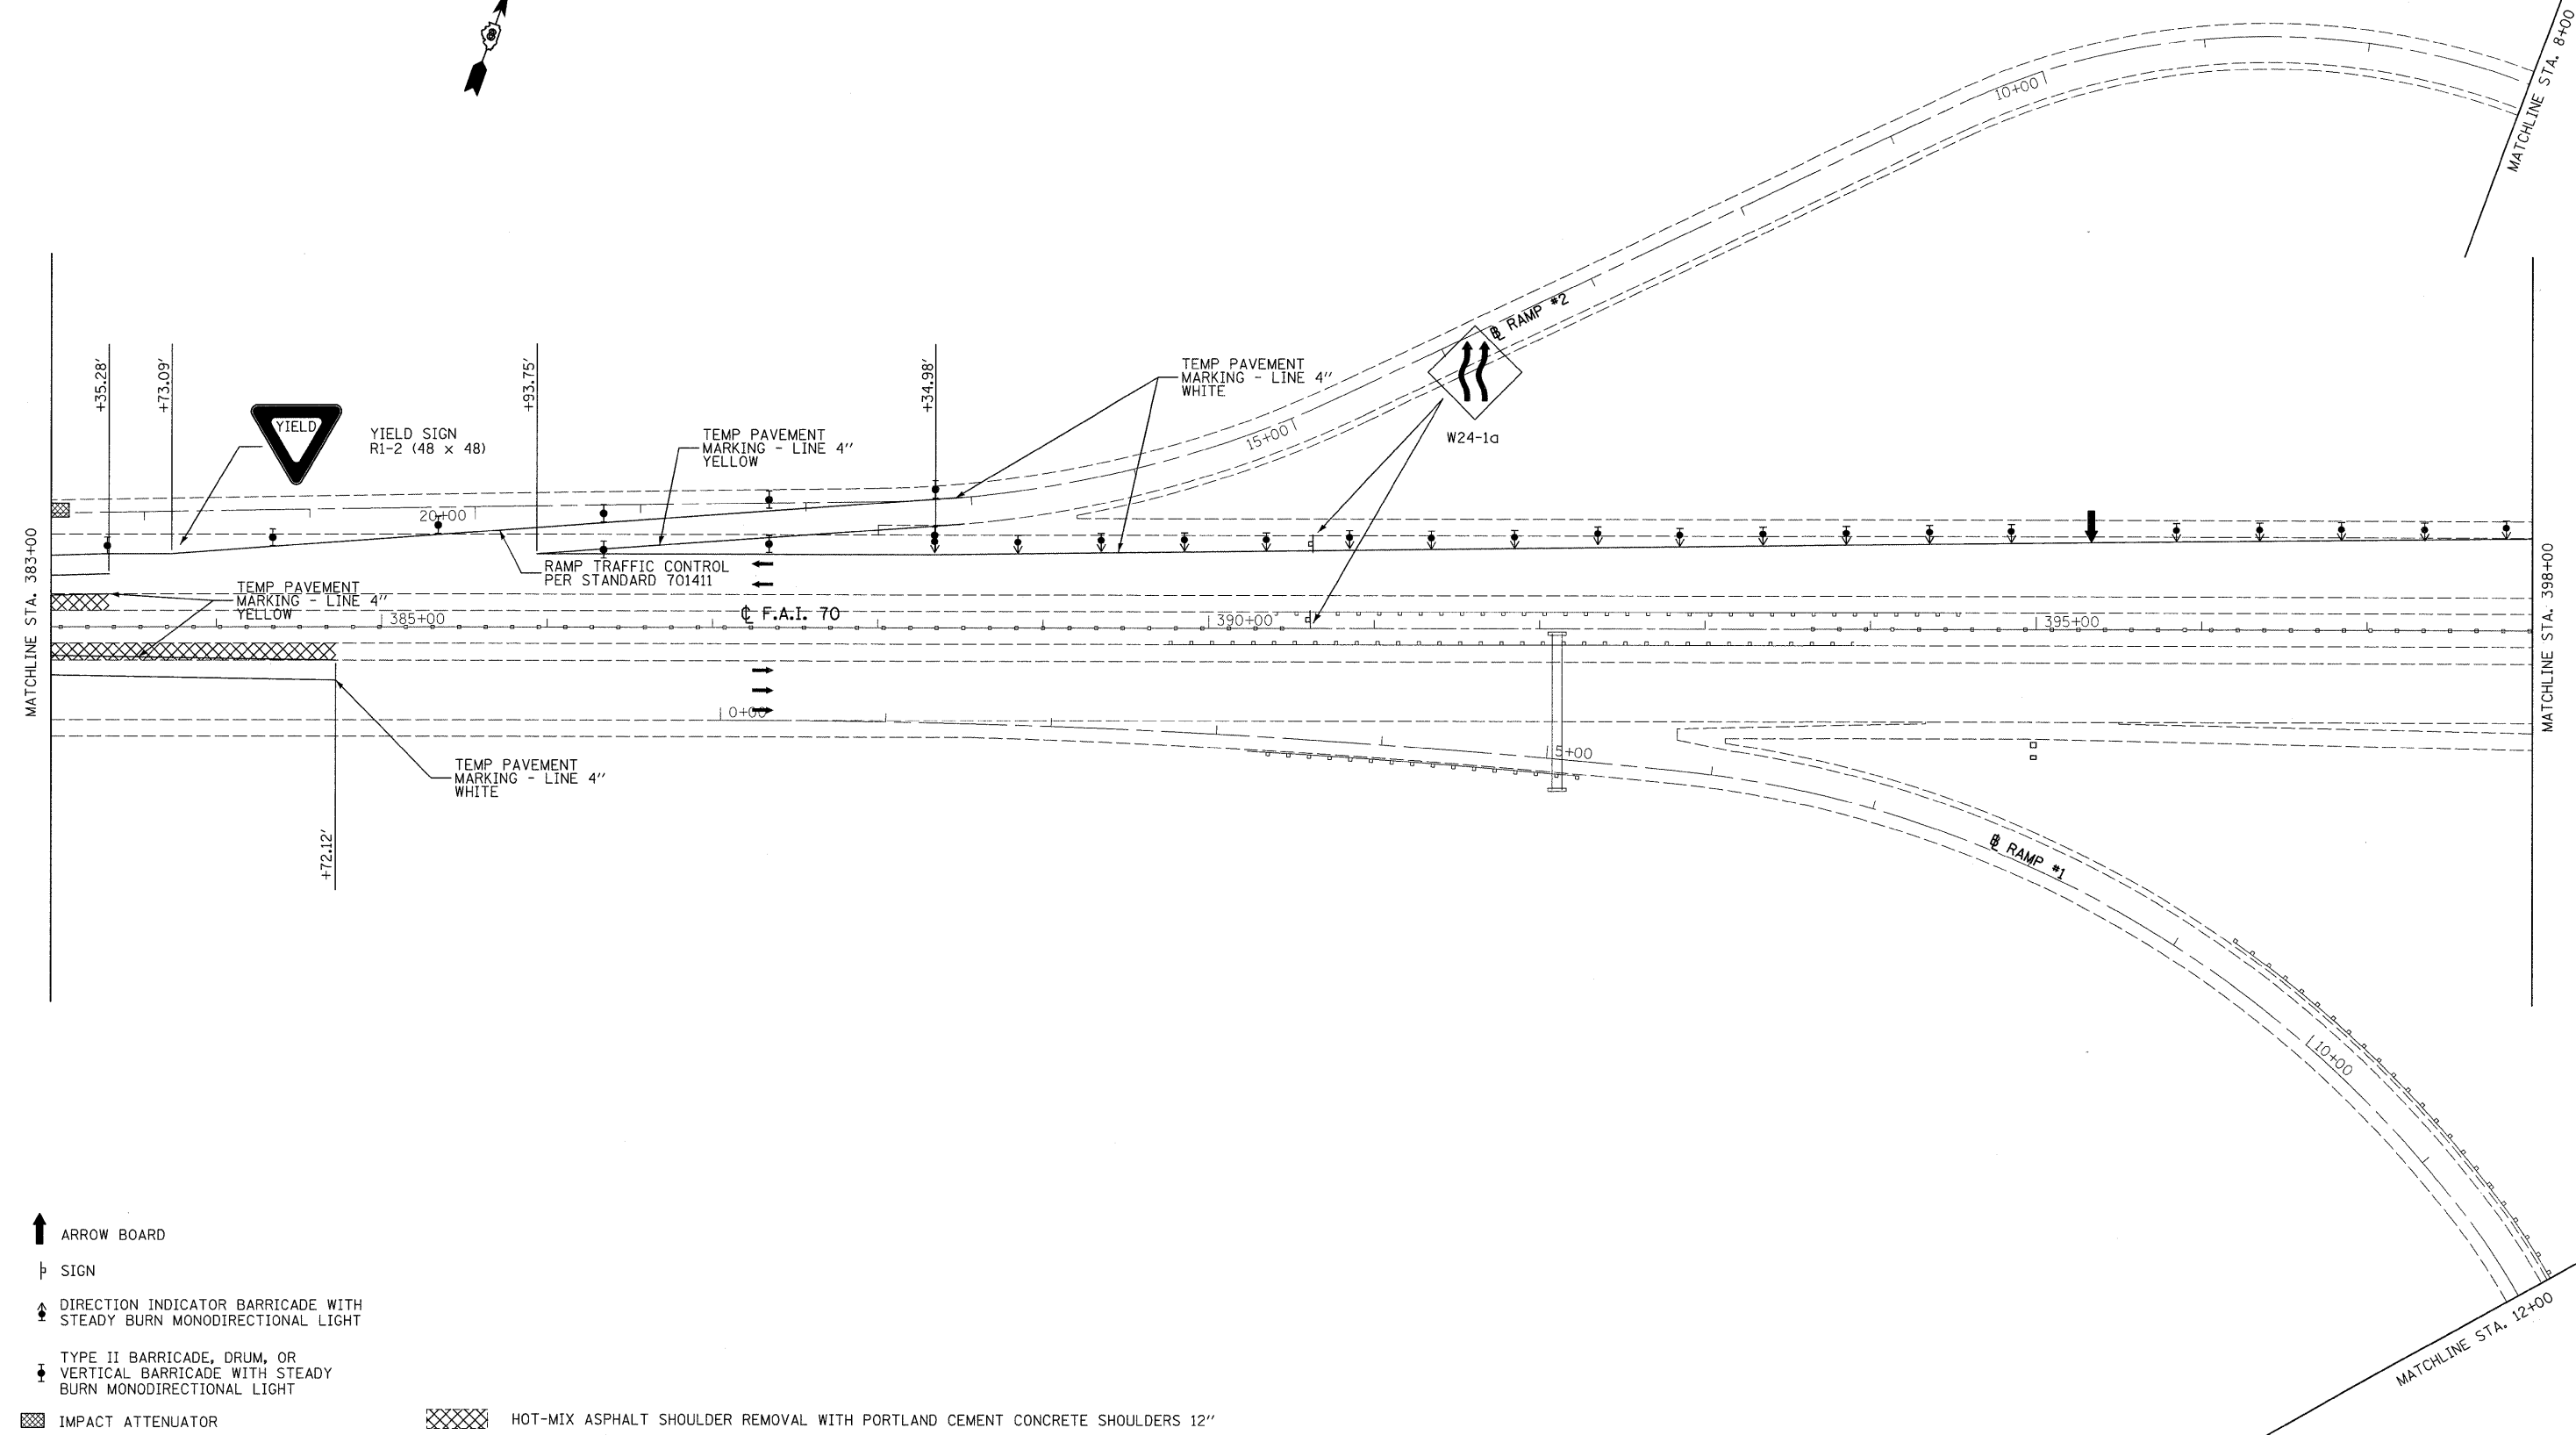 8
MATCHLINE STA. 8+00
10+00
℄ RAMP #2
W24-1a
15+00
TEMP PAVEMENT
MARKING - LINE 4"
WHITE
+35.28'
+73.09'
+93.75'
+34.98'
YIELD
YIELD SIGN
R1-2 (48 x 48)
TEMP PAVEMENT
MARKING - LINE 4"
YELLOW
20+00
RAMP TRAFFIC CONTROL
PER STANDARD 701411
MATCHLINE STA. 383+00
TEMP PAVEMENT
MARKING - LINE 4"
YELLOW
385+00
℄ F.A.I. 70
390+00
395+00
MATCHLINE STA. 398+00
0+00
5+00
TEMP PAVEMENT
MARKING - LINE 4"
WHITE
+72.12'
℄ RAMP #1
10+00
MATCHLINE STA. 12+00
ARROW BOARD
SIGN
DIRECTION INDICATOR BARRICADE WITH
STEADY BURN MONODIRECTIONAL LIGHT
TYPE II BARRICADE, DRUM, OR
VERTICAL BARRICADE WITH STEADY
BURN MONODIRECTIONAL LIGHT
IMPACT ATTENUATOR
HOT-MIX ASPHALT SHOULDER REMOVAL WITH PORTLAND CEMENT CONCRETE SHOULDERS 12"